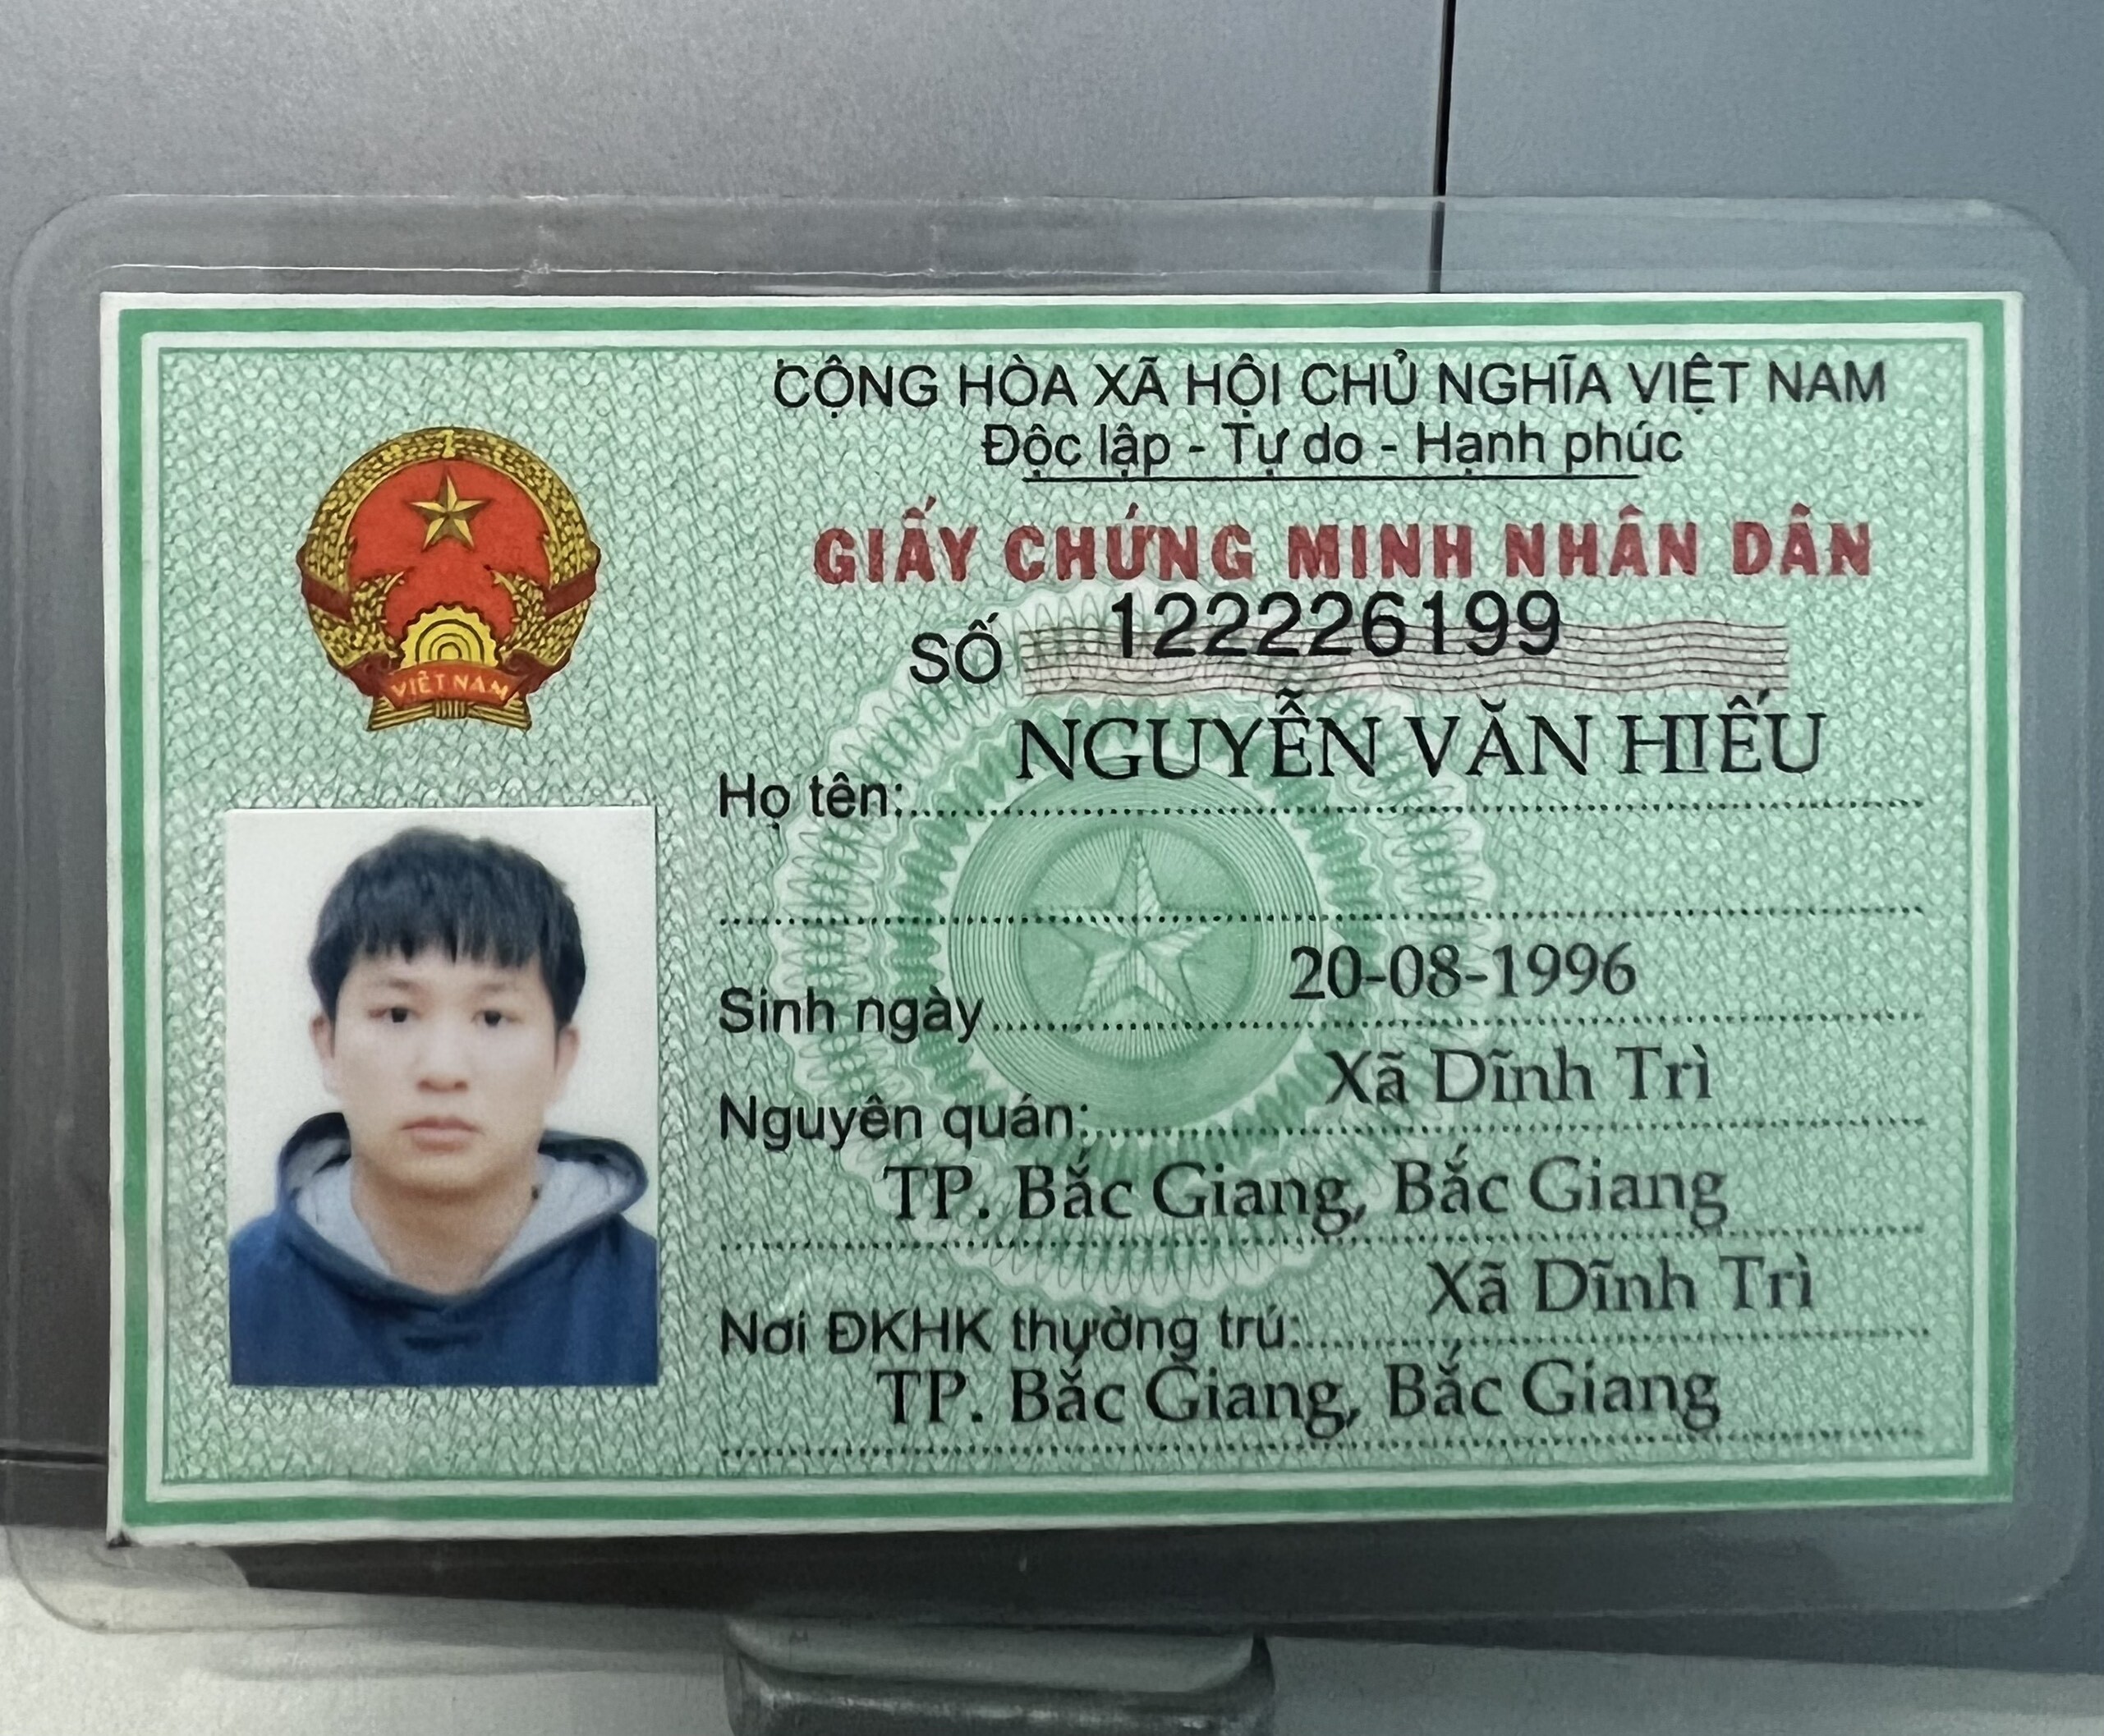 CỘNG HÒA XÃ HỘI CHỦ NGHĨA VIỆT NAM
Độc lập - Tự do - Hạnh phúc
GIẤY CHỨNG MINH NHÂN DÂN
SỐ 122226199
VIỆT NAM
Họ tên: NGUYỄN VĂN HIẾU
Sinh ngày 20-08-1996
Nguyên quán: Xã Dĩnh Trì
TP. Bắc Giang, Bắc Giang
Nơi ĐKHK thường trú: Xã Dĩnh Trì
TP. Bắc Giang, Bắc Giang